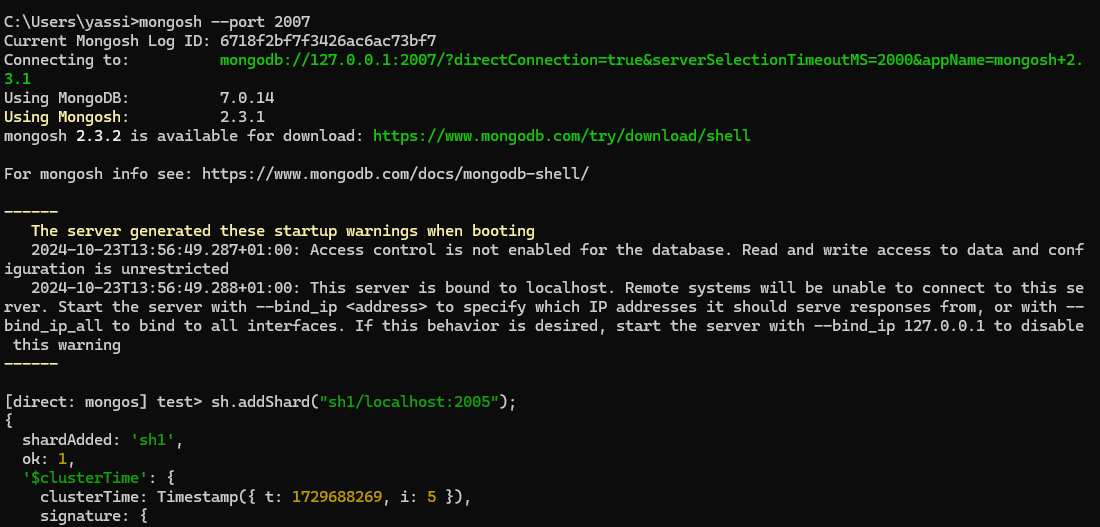 C:\Users\yassi>mongosh --port 2007
Current Mongosh Log ID: 6718f2bf7f3426ac6ac73bf7
Connecting to:          mongodb://127.0.0.1:2007/?directConnection=true&serverSelectionTimeoutMS=2000&appName=mongosh+2.
3.1
Using MongoDB:          7.0.14
Using Mongosh:          2.3.1
mongosh 2.3.2 is available for download: https://www.mongodb.com/try/download/shell
For mongosh info see: https://www.mongodb.com/docs/mongodb-shell/
------
   The server generated these startup warnings when booting
   2024-10-23T13:56:49.287+01:00: Access control is not enabled for the database. Read and write access to data and conf
iguration is unrestricted
   2024-10-23T13:56:49.288+01:00: This server is bound to localhost. Remote systems will be unable to connect to this se
rver. Start the server with --bind_ip <address> to specify which IP addresses it should serve responses from, or with --
bind_ip_all to bind to all interfaces. If this behavior is desired, start the server with --bind_ip 127.0.0.1 to disable
 this warning
------
[direct: mongos] test> sh.addShard("sh1/localhost:2005");
{
  shardAdded: 'sh1',
  ok: 1,
  '$clusterTime': {
    clusterTime: Timestamp({ t: 1729688269, i: 5 }),
    signature: {